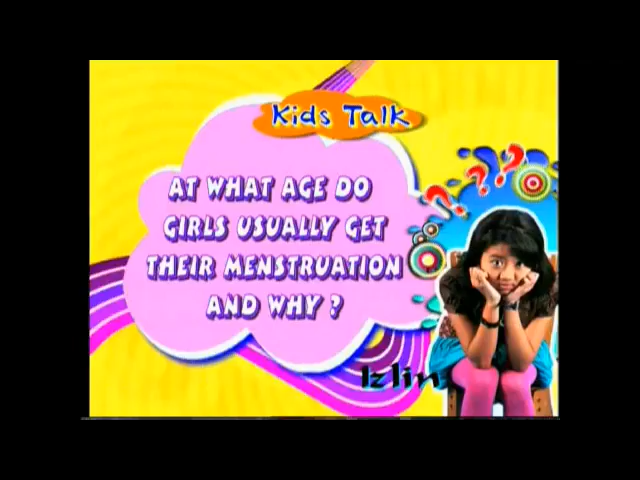 Kids Talk
AT WHAT AGE DO
GIRLS USUALLY GET
THEIR MENSTRUATION
AND WHY ?
???
Izlin